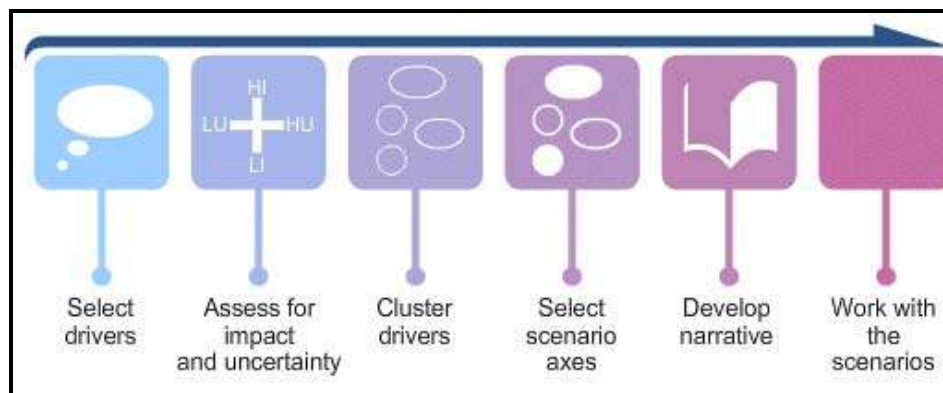 HI
LU HU
LI
Select
drivers
Assess for
impact
and uncertainty
Cluster
drivers
Select
scenario
axes
Develop
narrative
Work with
the
scenarios